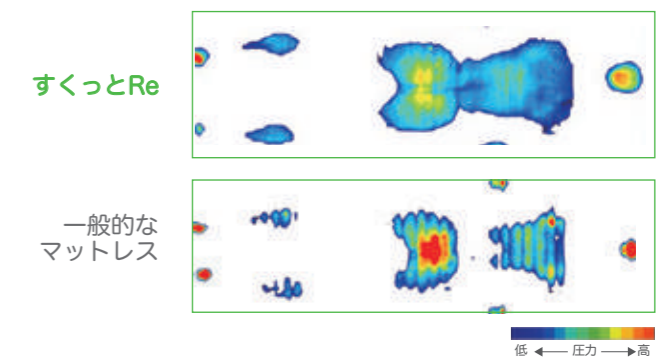 すくっとRe
一般的な
マットレス
低 ← 圧力 → 高